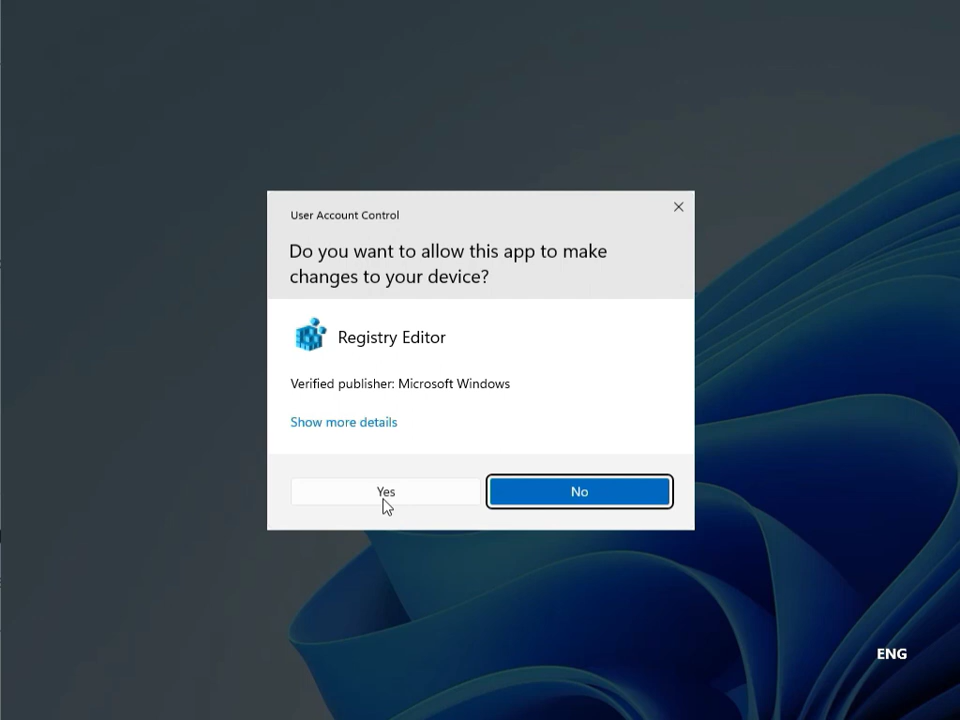 User Account Control
Do you want to allow this app to make
changes to your device?
Registry Editor
Verified publisher: Microsoft Windows
Show more details
Yes
No
ENG